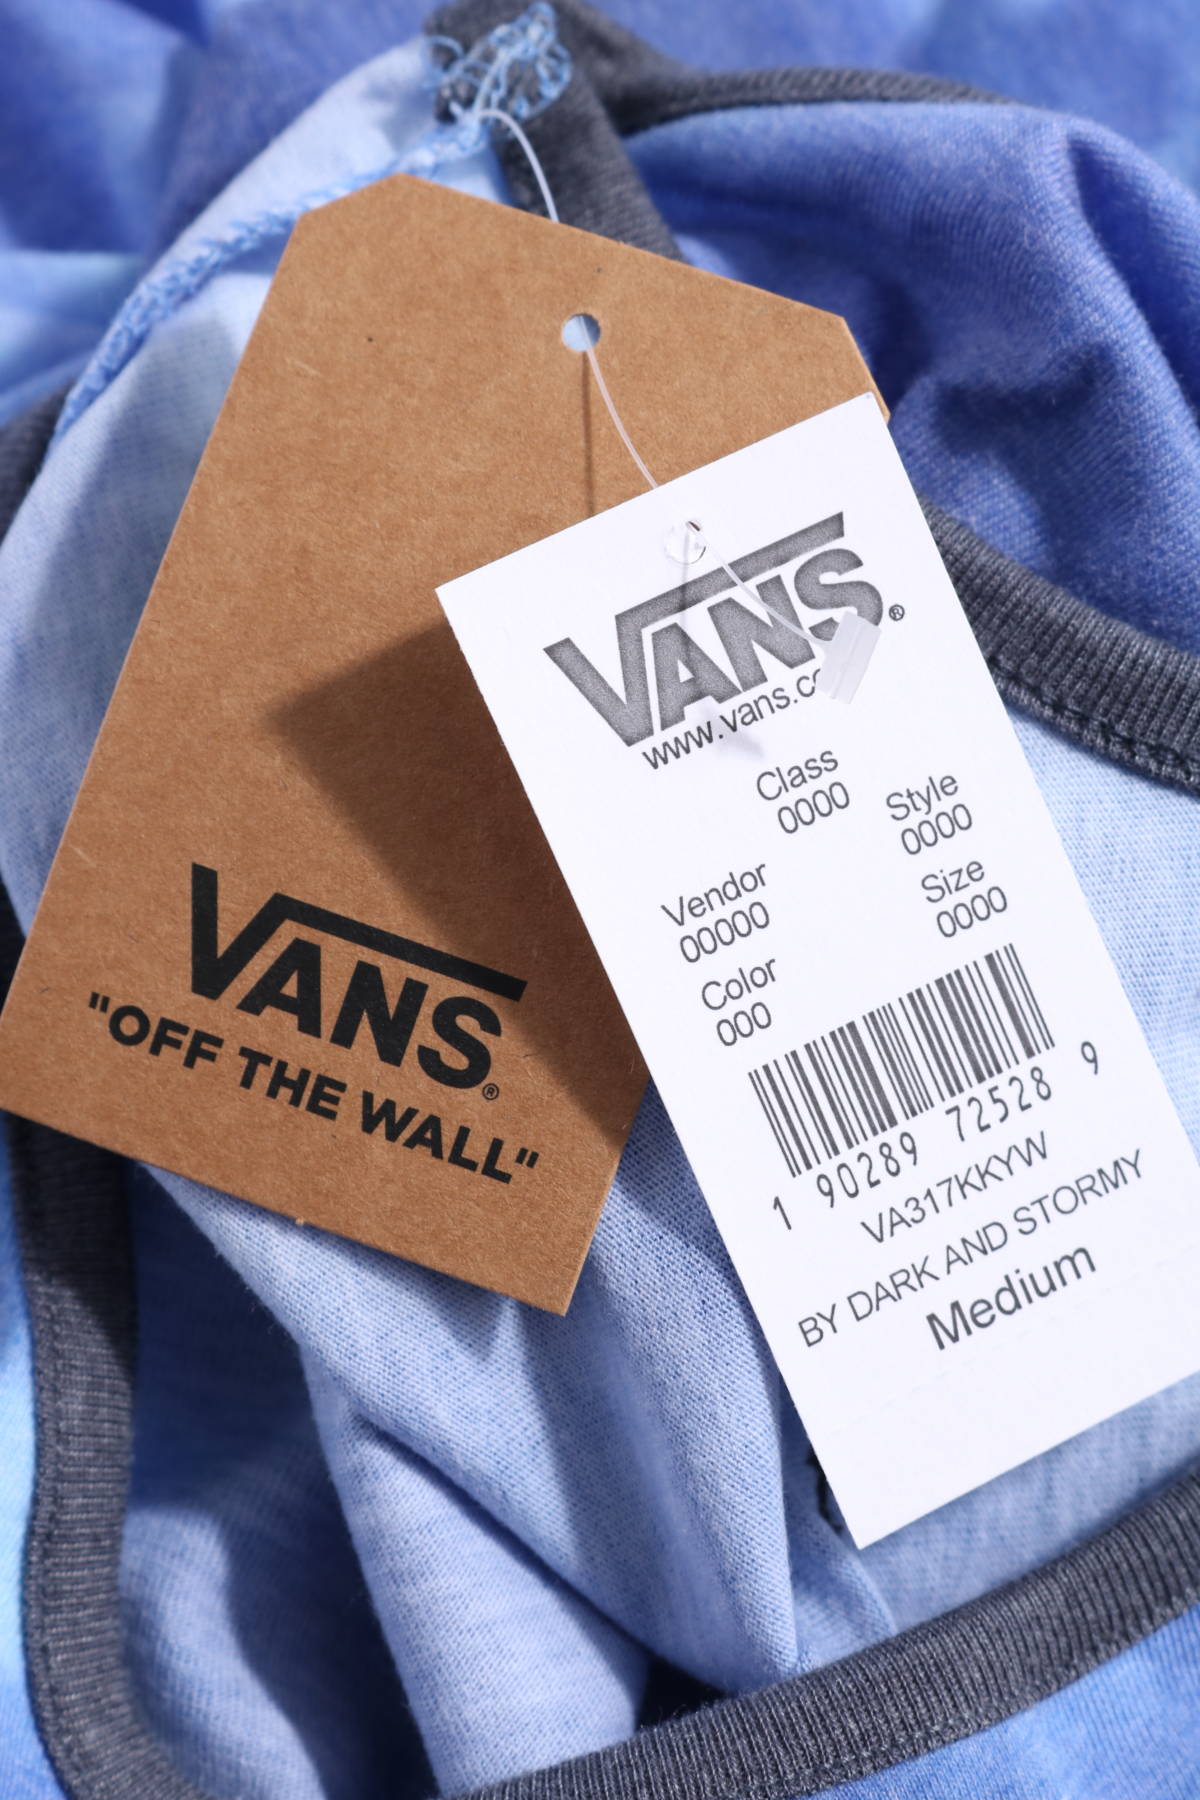 VANS®
"OFF THE WALL"
VANS®
www.vans.co
Class
0000
Style
0000
Vendor
00000
Size
0000
Color
000
1 90289 72528 9
VA317KKYW
BY DARK AND STORMY
Medium